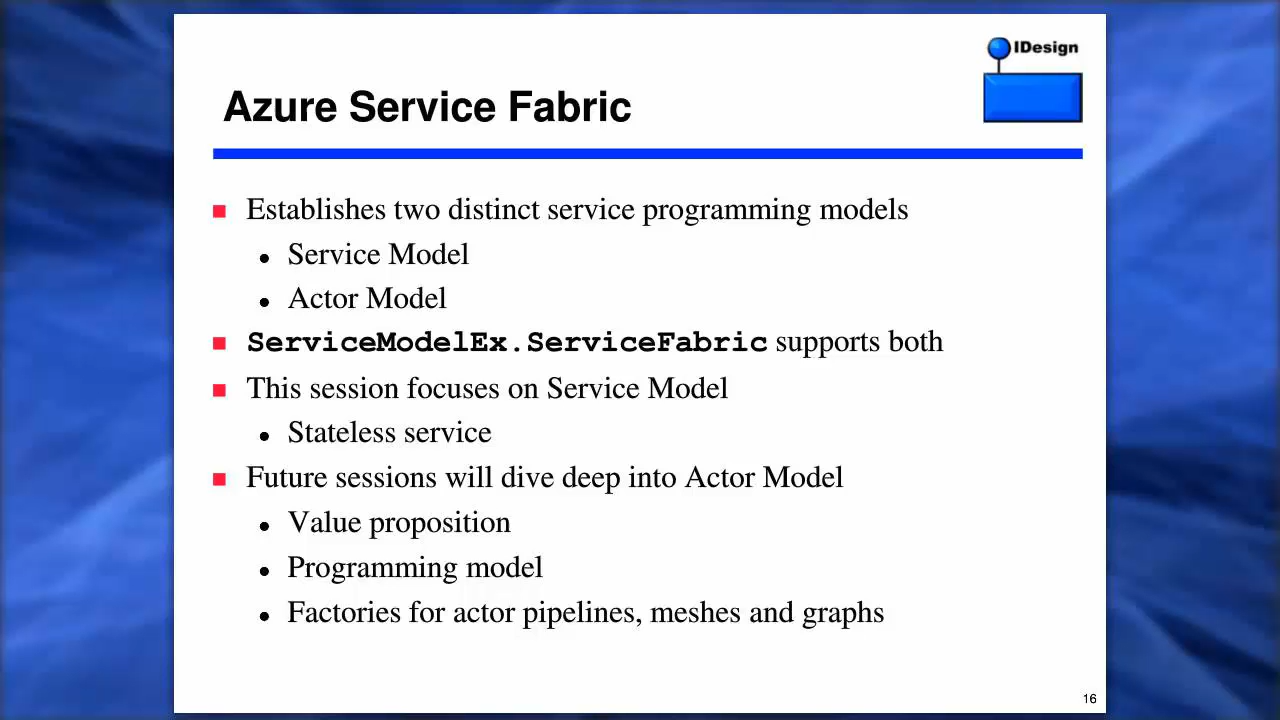 IDesign
Azure Service Fabric
Establishes two distinct service programming models
Service Model
Actor Model
ServiceModelEx.ServiceFabric supports both
This session focuses on Service Model
Stateless service
Future sessions will dive deep into Actor Model
Value proposition
Programming model
Factories for actor pipelines, meshes and graphs
16